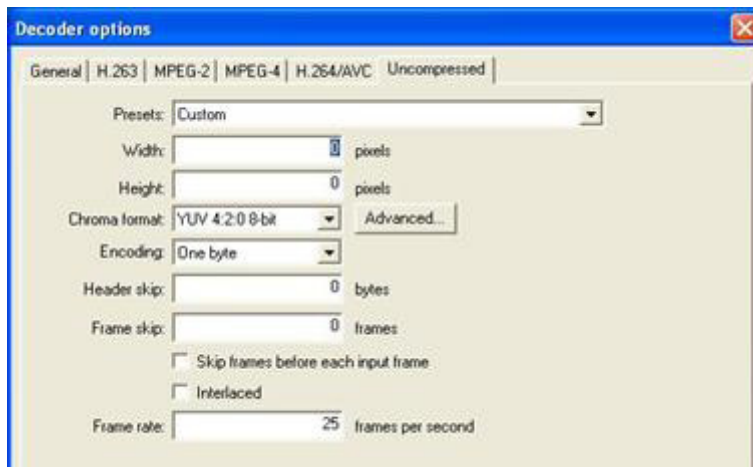 Decoder options
General H.263 MPEG-2 MPEG-4 H.264/AVC Uncompressed
Presets: Custom
Width: 0 pixels
Height: 0 pixels
Chroma format: YUV 4:2:0 8-bit Advanced...
Encoding: One byte
Header skip: 0 bytes
Frame skip: 0 frames
Skip frames before each input frame
Interlaced
Frame rate: 25 frames per second